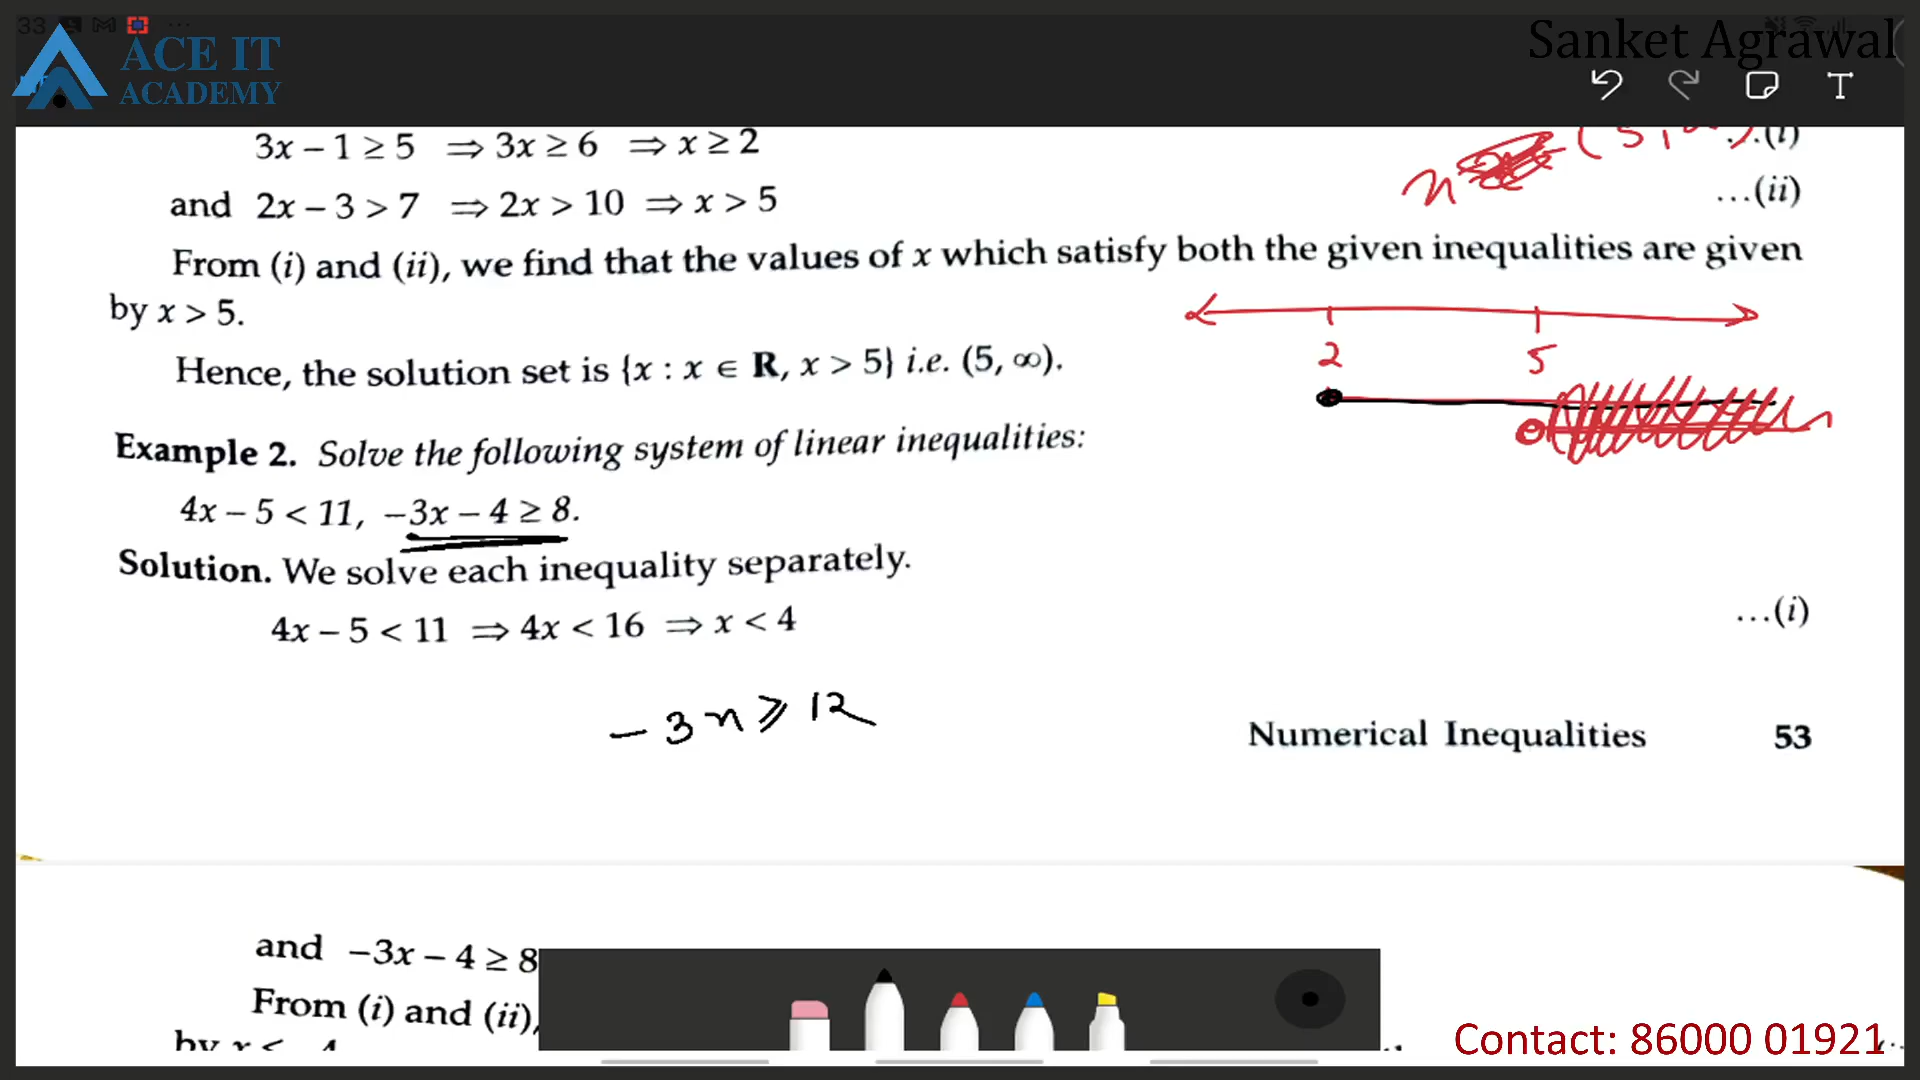 33
ACE IT
ACADEMY
Sanket Agrawal
T
3x − 1 ≥ 5 ⇒ 3x ≥ 6 ⇒ x ≥ 2 …(i)
and 2x − 3 > 7 ⇒ 2x > 10 ⇒ x > 5 …(ii)
From (i) and (ii), we find that the values of x which satisfy both the given inequalities are given
by x > 5.
2 5
Hence, the solution set is {x : x ∈ R, x > 5} i.e. (5, ∞).
Example 2. Solve the following system of linear inequalities:
4x − 5 < 11, −3x − 4 ≥ 8.
Solution. We solve each inequality separately.
4x − 5 < 11 ⇒ 4x < 16 ⇒ x < 4 …(i)
−3x ≥ 12
Numerical Inequalities 53
and −3x − 4 ≥ 8
From (i) and (ii),
Contact: 86000 01921